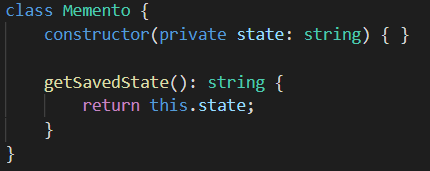 class Memento {
    constructor(private state: string) { }

    getSavedState(): string {
        return this.state;
    }
}